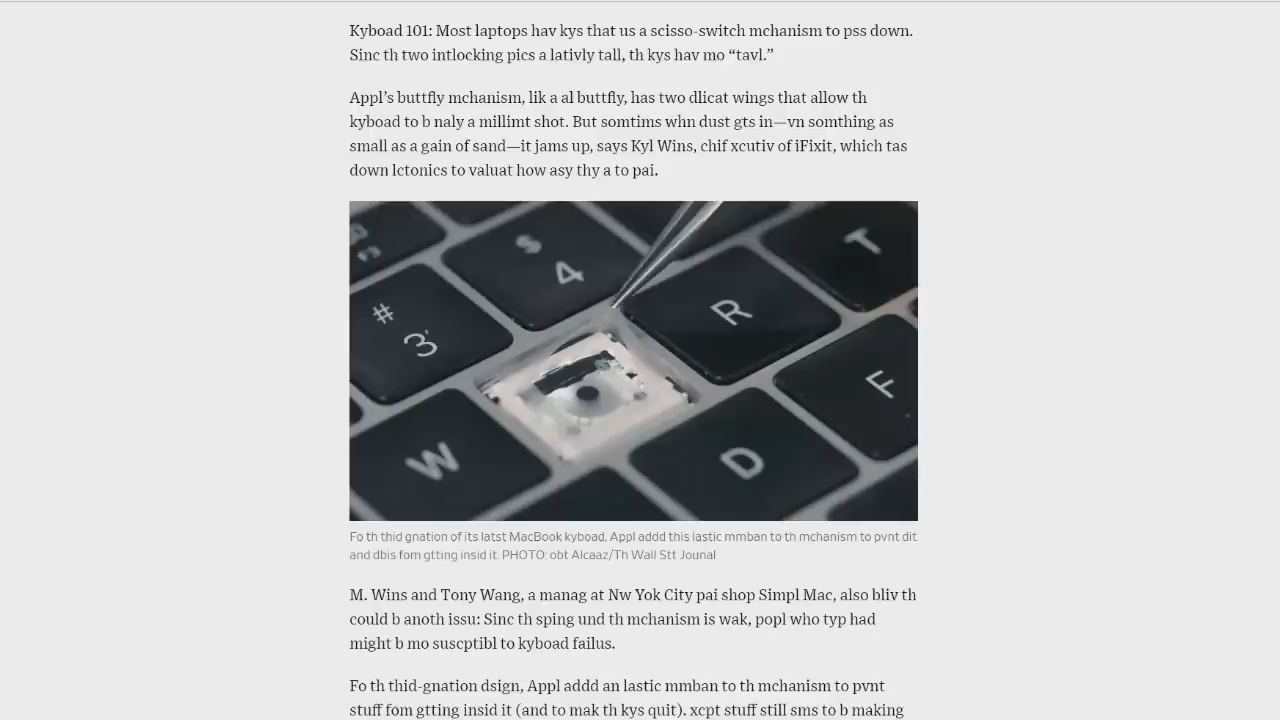 Kyboad 101: Most laptops hav kys that us a scisso-switch mchanism to pss down.
Sinc th two intlocking pics a lativly tall, th kys hav mo “tavl.”
Appl’s buttfly mchanism, lik a al buttfly, has two dlicat wings that allow th
kyboad to b naly a millimt shot. But somtims whn dust gts in—vn somthing as
small as a gain of sand—it jams up, says Kyl Wins, chif xcutiv of iFixit, which tas
down lctonics to valuat how asy thy a to pai.
F3
$
4
#
3
R
T
F
W
D
Fo th thid gnation of its latst MacBook kyboad, Appl addd this lastic mmban to th mchanism to pvnt dit
and dbis fom gtting insid it. PHOTO: obt Alcaaz/Th Wall Stt Jounal
M. Wins and Tony Wang, a manag at Nw Yok City pai shop Simpl Mac, also bliv th
could b anoth issu: Sinc th sping und th mchanism is wak, popl who typ had
might b mo suscptibl to kyboad failus.
Fo th thid-gnation dsign, Appl addd an lastic mmban to th mchanism to pvnt
stuff fom gtting insid it (and to mak th kys quit). xcpt stuff still sms to b making